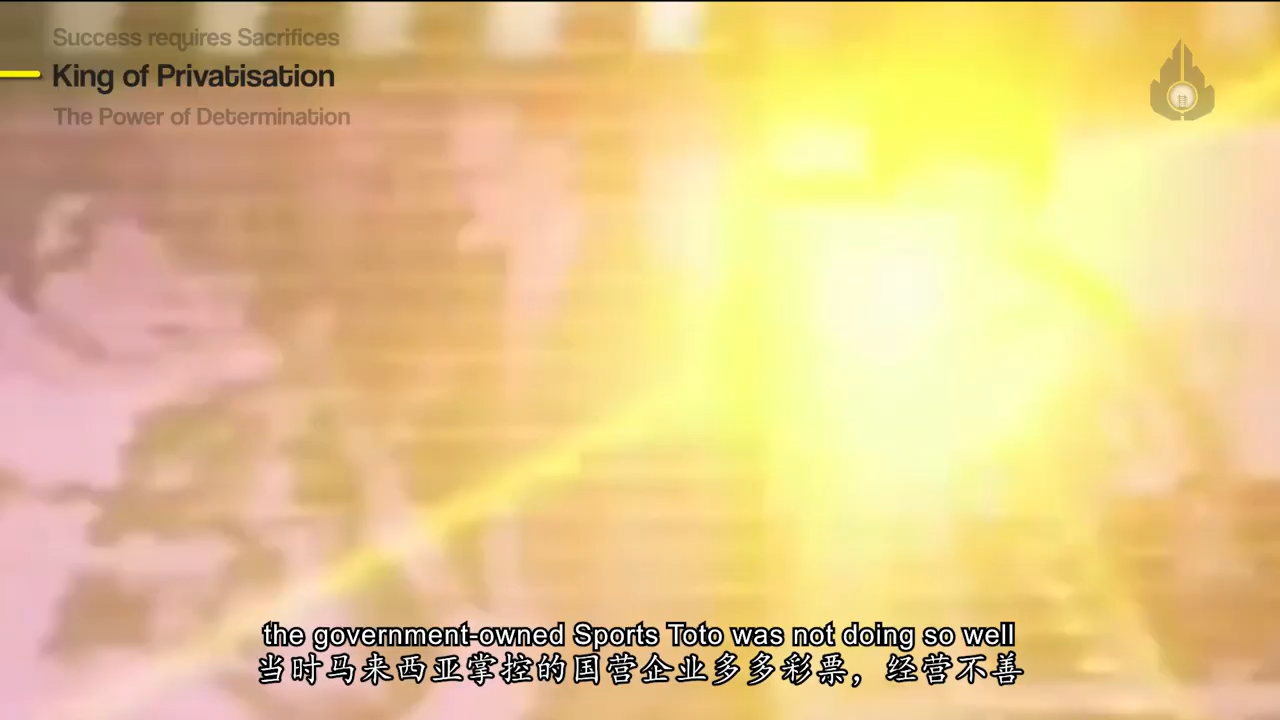 Success requires Sacrifices
King of Privatisation
The Power of Determination
the government-owned Sports Toto was not doing so well
当时马来西亚掌控的国营企业多多彩票，经营不善